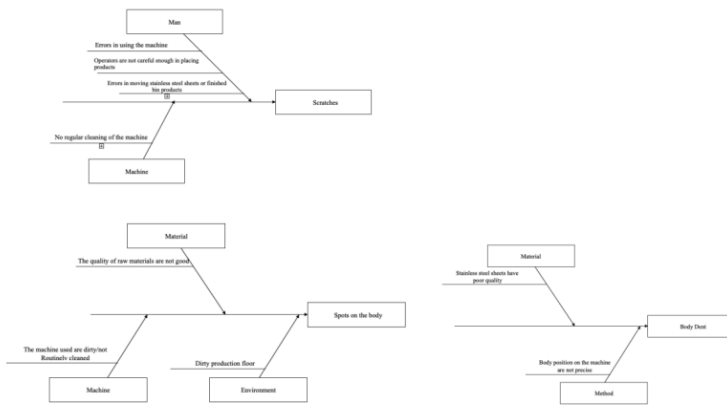 Man
Errors in using the machine
Operators are not careful enough in placing
products
Errors in moving stainless steel sheets or finished
bin products
Scratches
No regular cleaning of the machine
Machine
Material
The quality of raw materials are not good
Spots on the body
The machine used are dirty/not
Routinely cleaned
Dirty production floor
Machine
Environment
Material
Stainless steel sheets have
poor quality
Body Dent
Body position on the machine
are not precise
Method